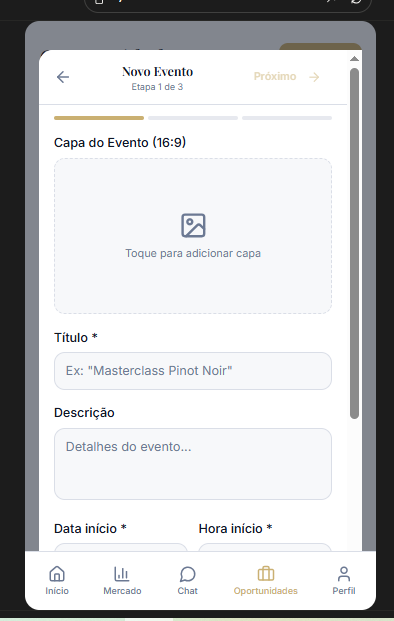 Novo Evento
Etapa 1 de 3
Próximo
Capa do Evento (16:9)
Toque para adicionar capa
Título *
Ex: "Masterclass Pinot Noir"
Descrição
Detalhes do evento...
Data início *
Hora início *
Início
Mercado
Chat
Oportunidades
Perfil